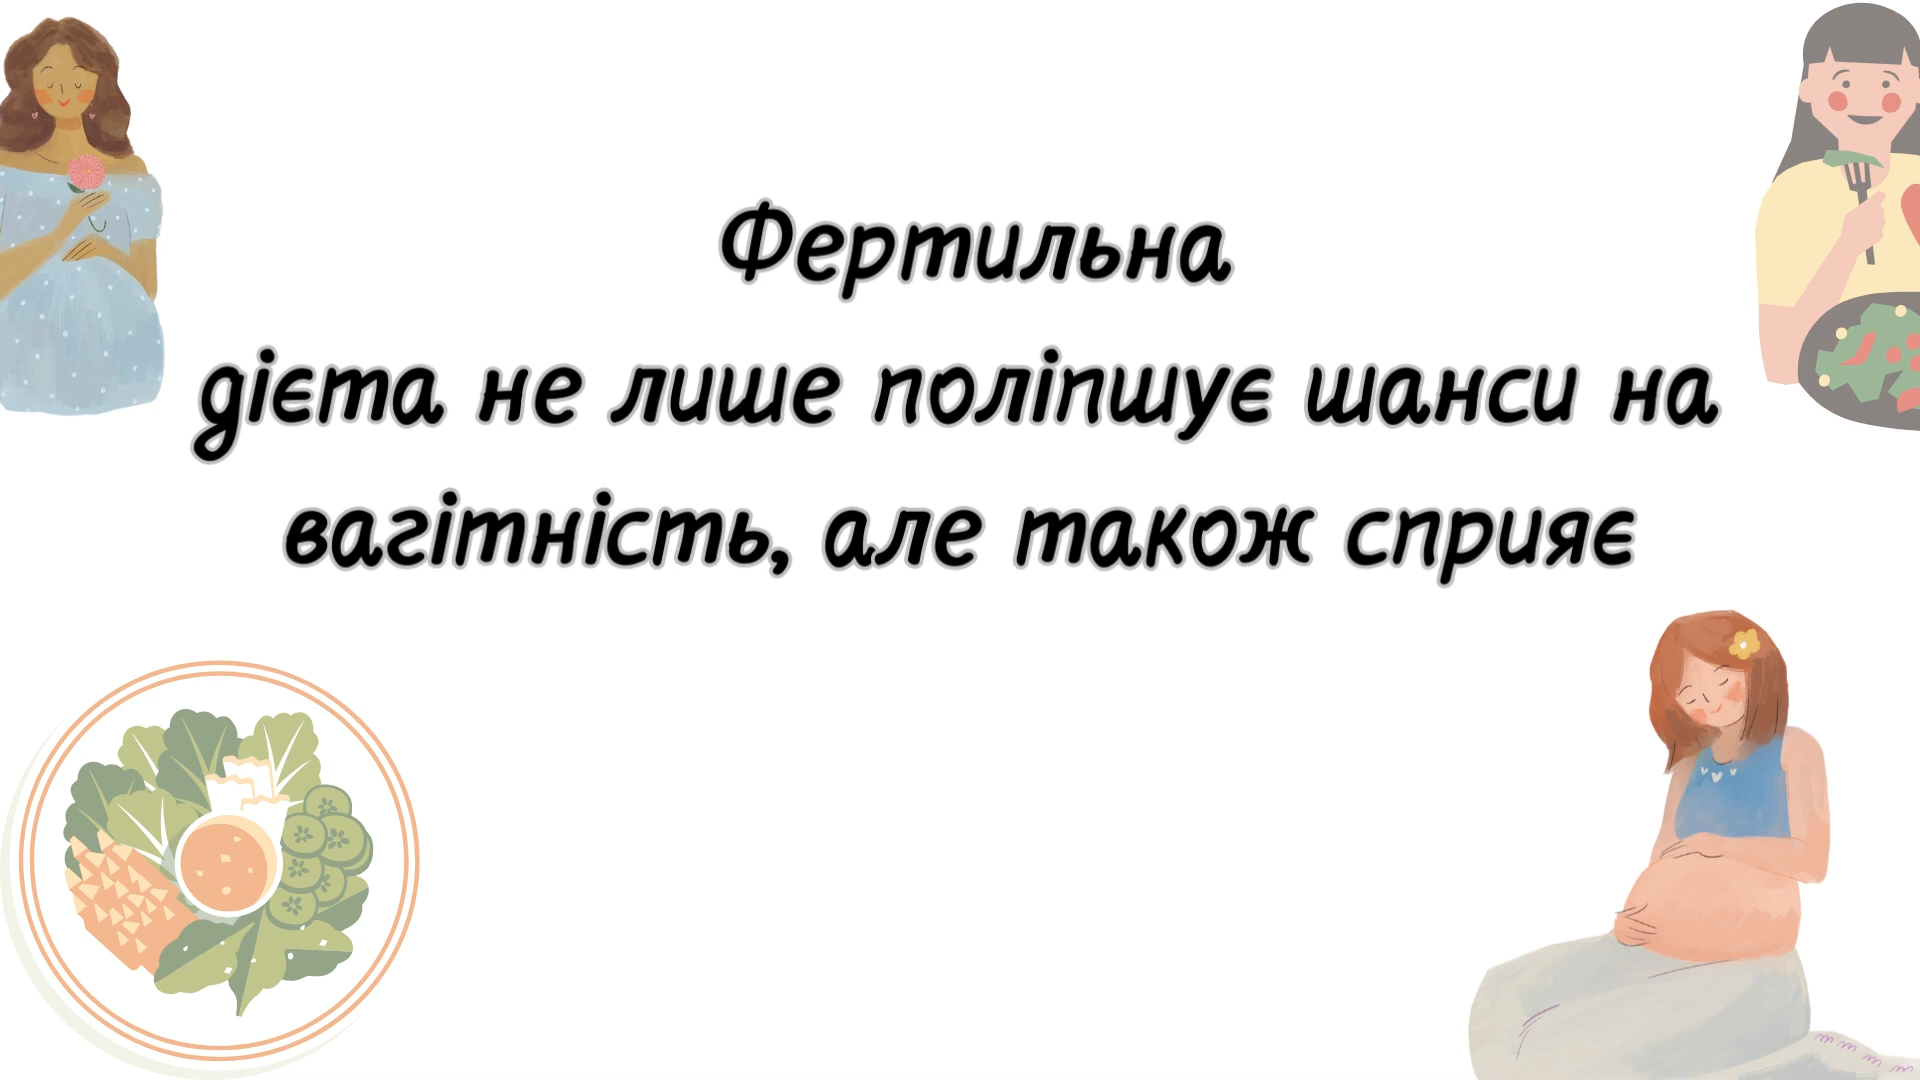 Фертильна
дієта не лише поліпшує шанси на
вагітність, але також сприяє